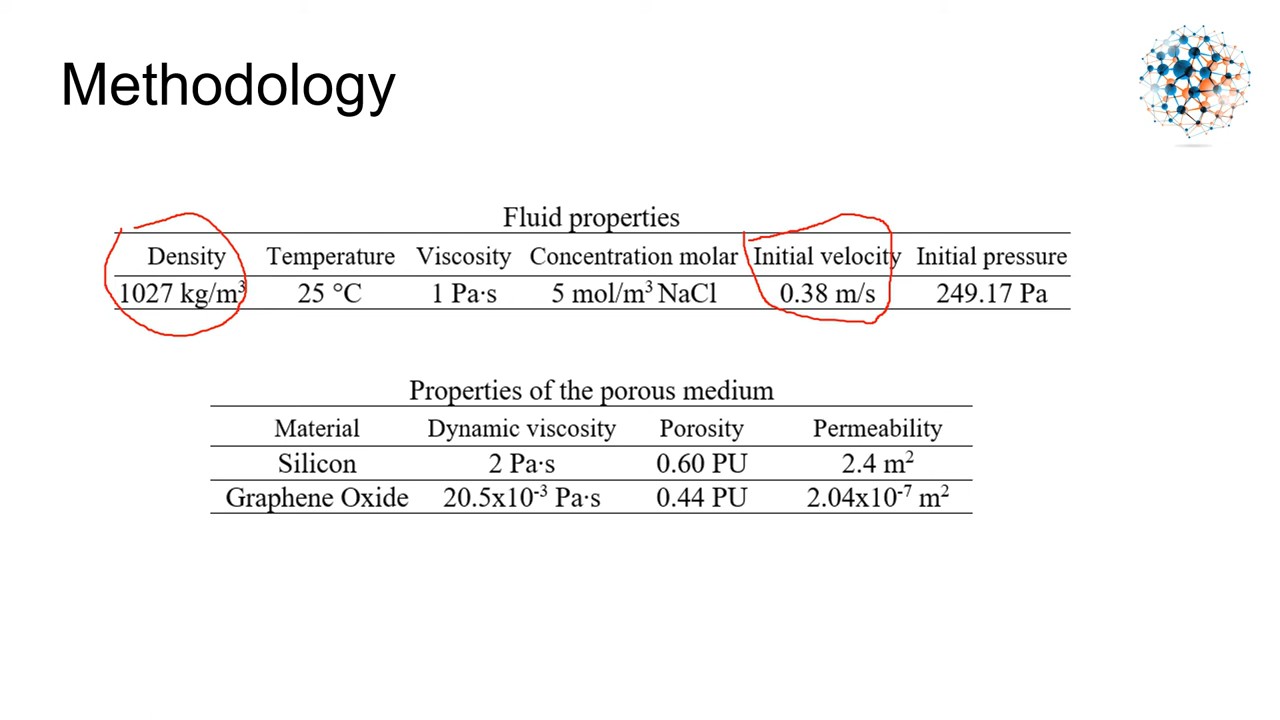 Methodology
Fluid properties
Density Temperature Viscosity Concentration molar Initial velocity Initial pressure
1027 kg/m³ 25 °C 1 Pa·s 5 mol/m³ NaCl 0.38 m/s 249.17 Pa
Properties of the porous medium
Material Dynamic viscosity Porosity Permeability
Silicon 2 Pa·s 0.60 PU 2.4 m²
Graphene Oxide 20.5x10⁻³ Pa·s 0.44 PU 2.04x10⁻⁷ m²